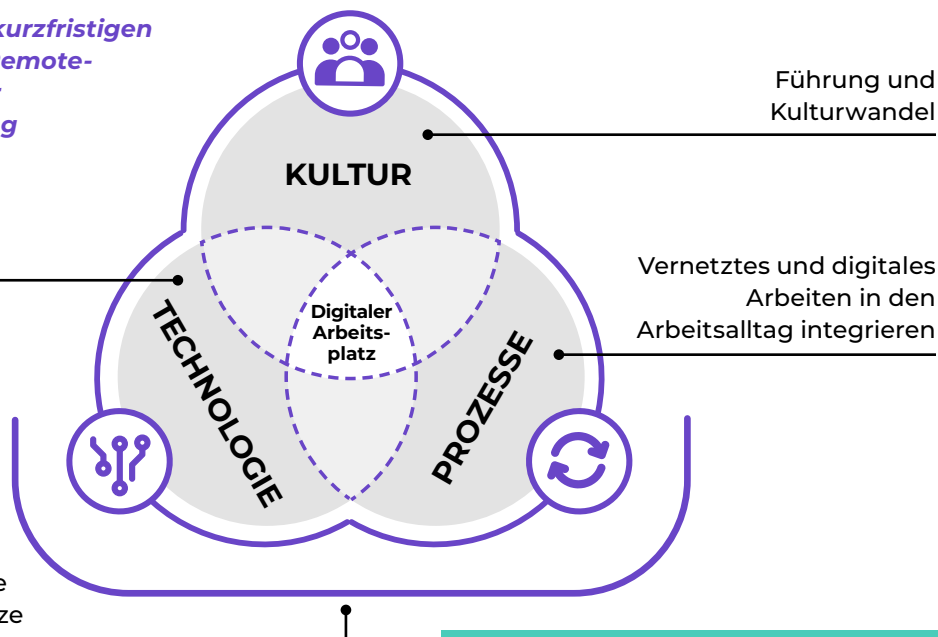 kurzfristigen
emote-
g
Führung und
Kulturwandel
KULTUR
Vernetztes und digitales
Arbeiten in den
Arbeitsalltag integrieren
Digitaler
Arbeits-
platz
TECHNOLOGIE
PROZESSE
e
ze